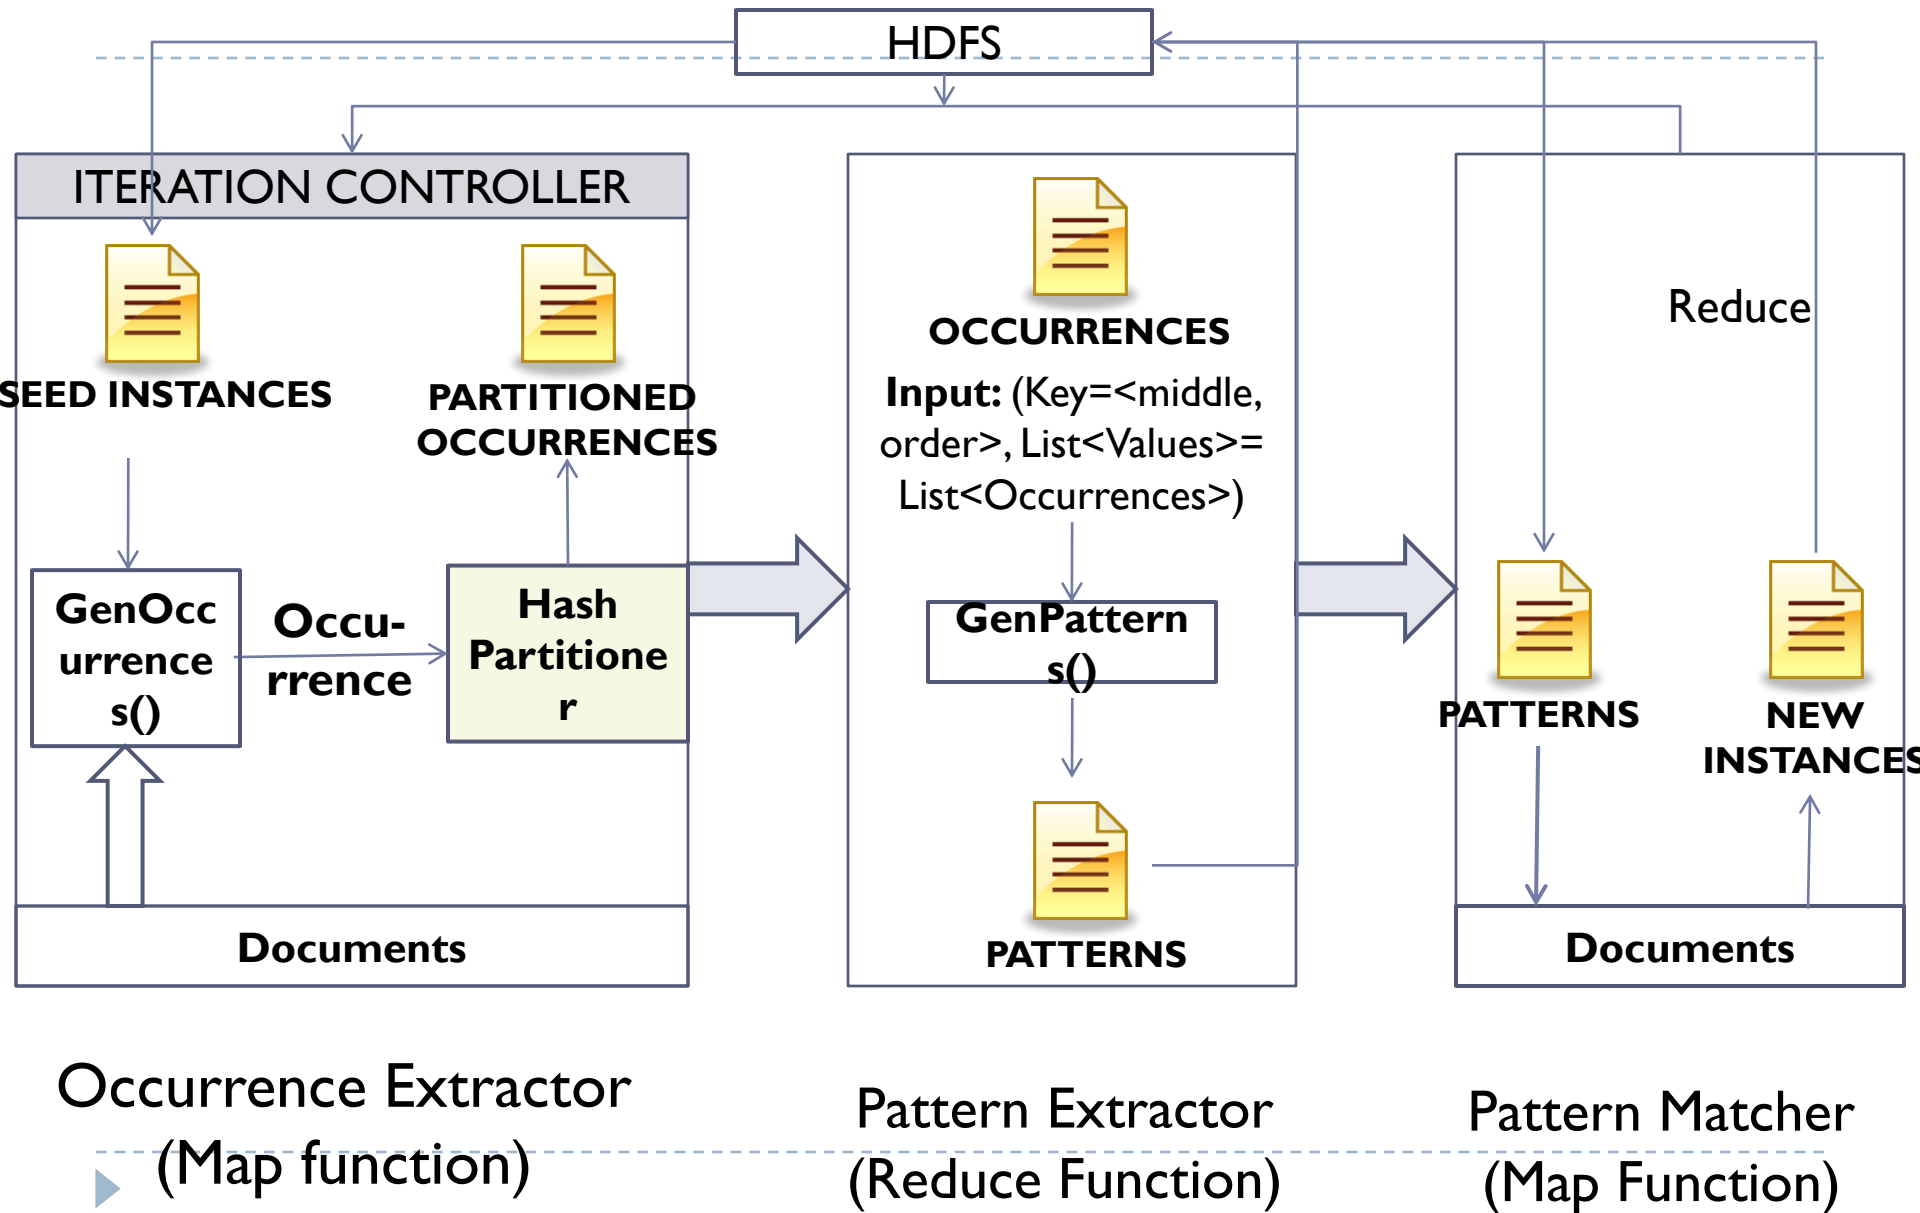 HDFS
ITERATION CONTROLLER
SEED INSTANCES
PARTITIONED
OCCURRENCES
GenOcc
urrence
s()
Occu-
rrence
Hash
Partitione
r
Documents
OCCURRENCES
Input: (Key=<middle,
order>, List<Values>=
List<Occurrences>)
GenPattern
s()
PATTERNS
Reduce
PATTERNS
NEW
INSTANCES
Documents
Occurrence Extractor
(Map function)
Pattern Extractor
(Reduce Function)
Pattern Matcher
(Map Function)